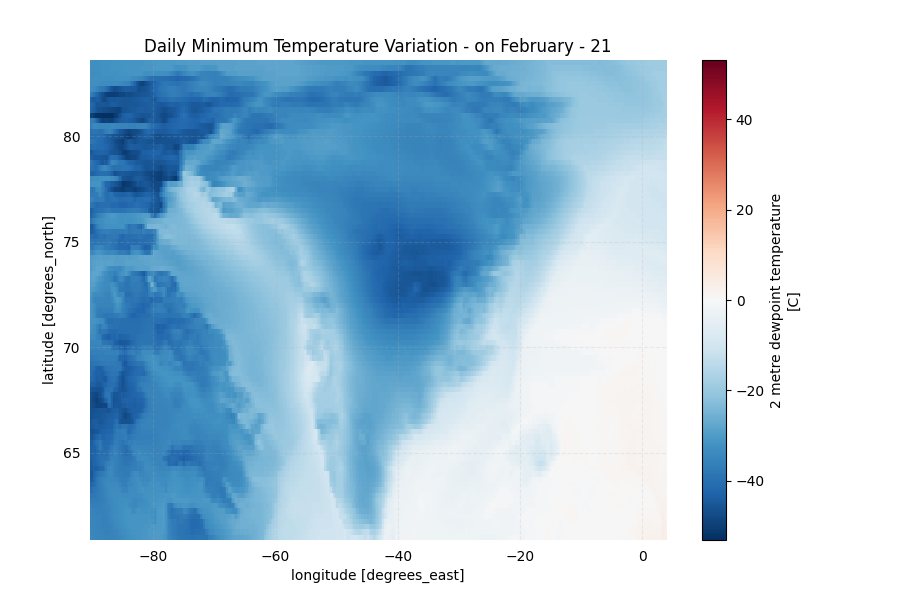 Daily Minimum Temperature Variation - on February - 21
80
75
70
65
−80
−60
−40
−20
0
longitude [degrees_east]
latitude [degrees_north]
40
20
0
−20
−40
2 metre dewpoint temperature
[C]